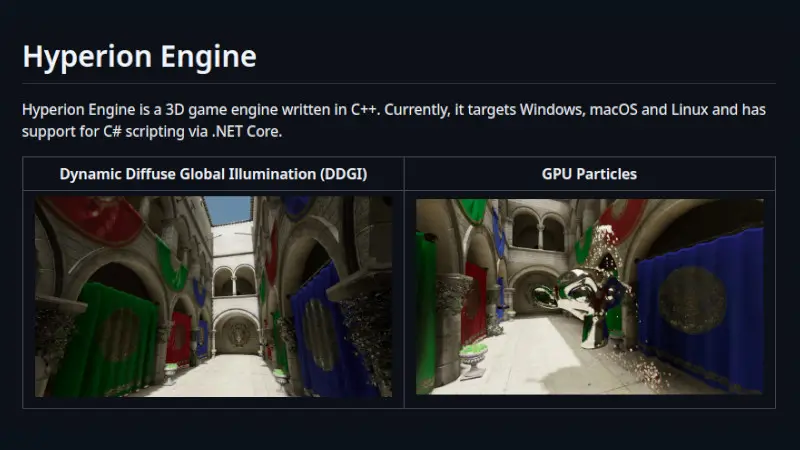 Hyperion Engine
Hyperion Engine is a 3D game engine written in C++. Currently, it targets Windows, macOS and Linux and has
support for C# scripting via .NET Core.
Dynamic Diffuse Global Illumination (DDGI)
GPU Particles